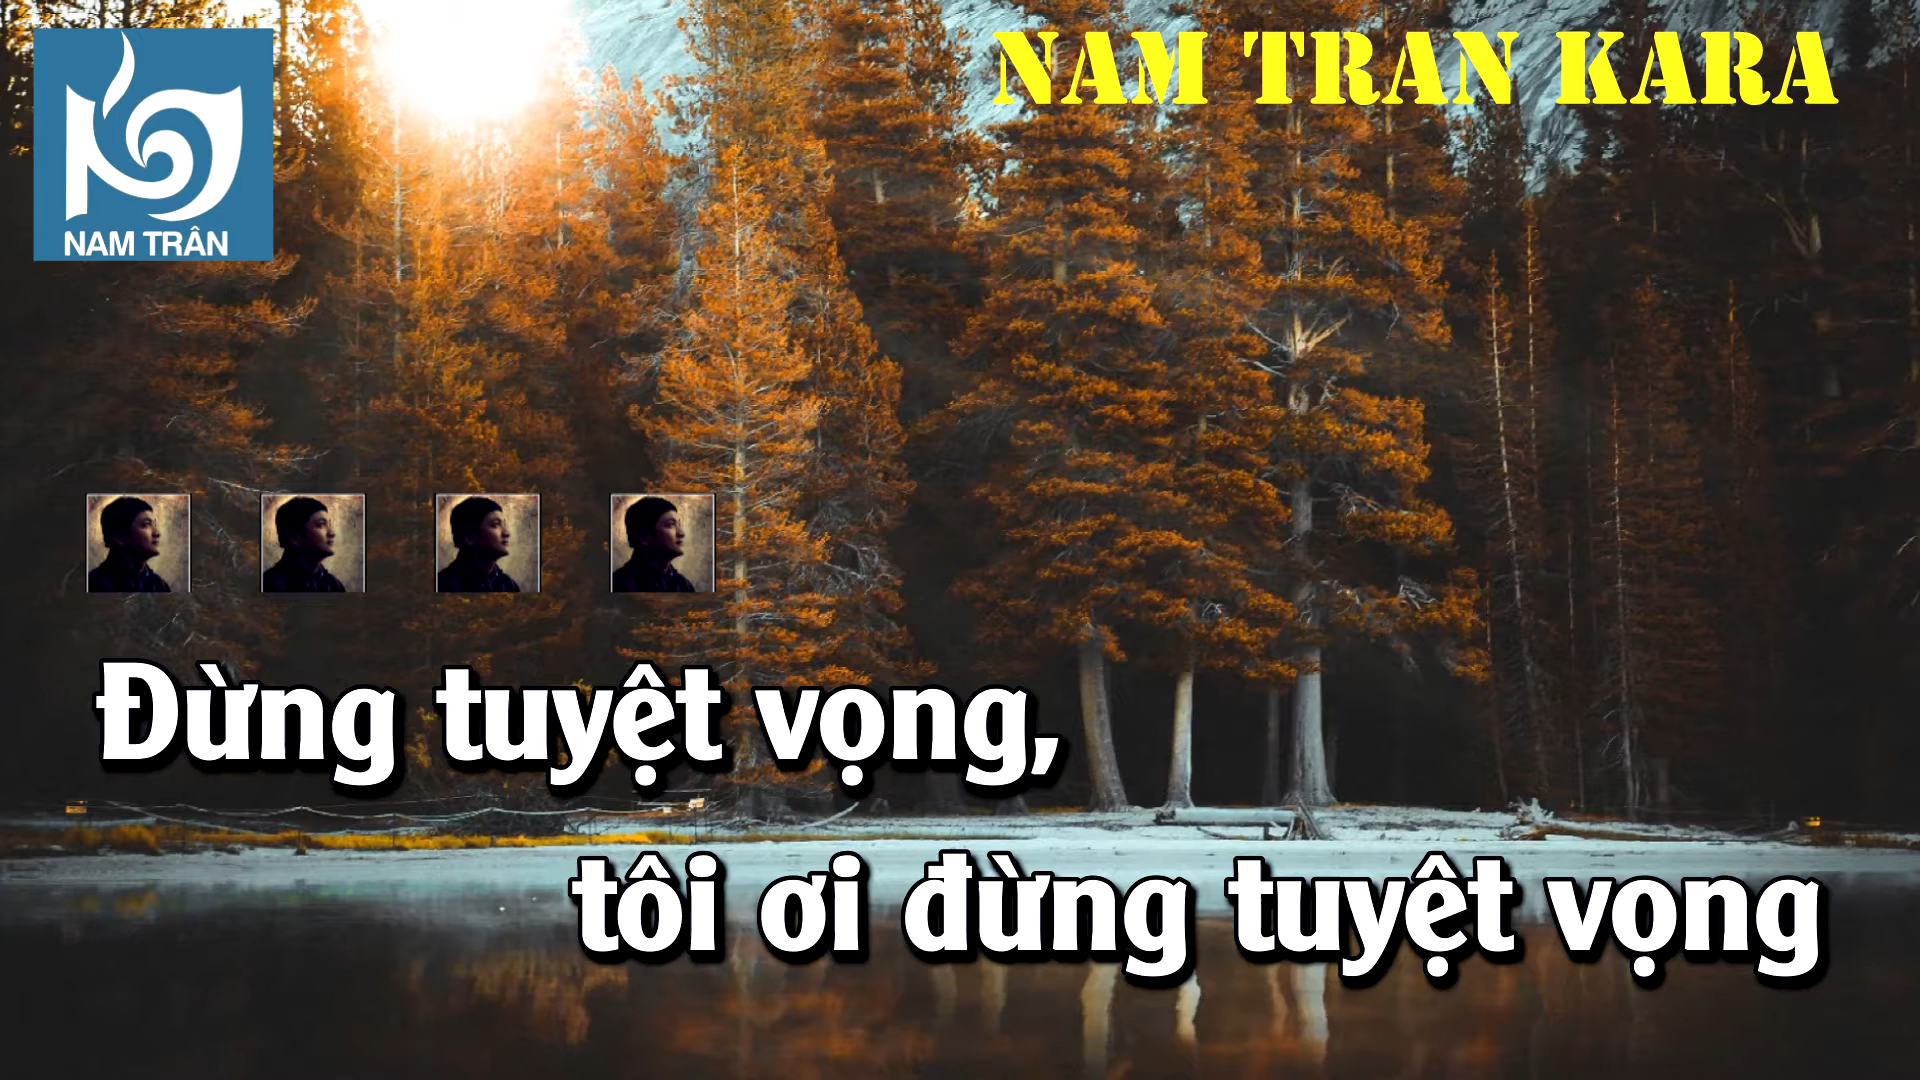 NAM TRAN KARA
NAM TRÂN
Đừng tuyệt vọng,
tôi ơi đừng tuyệt vọng